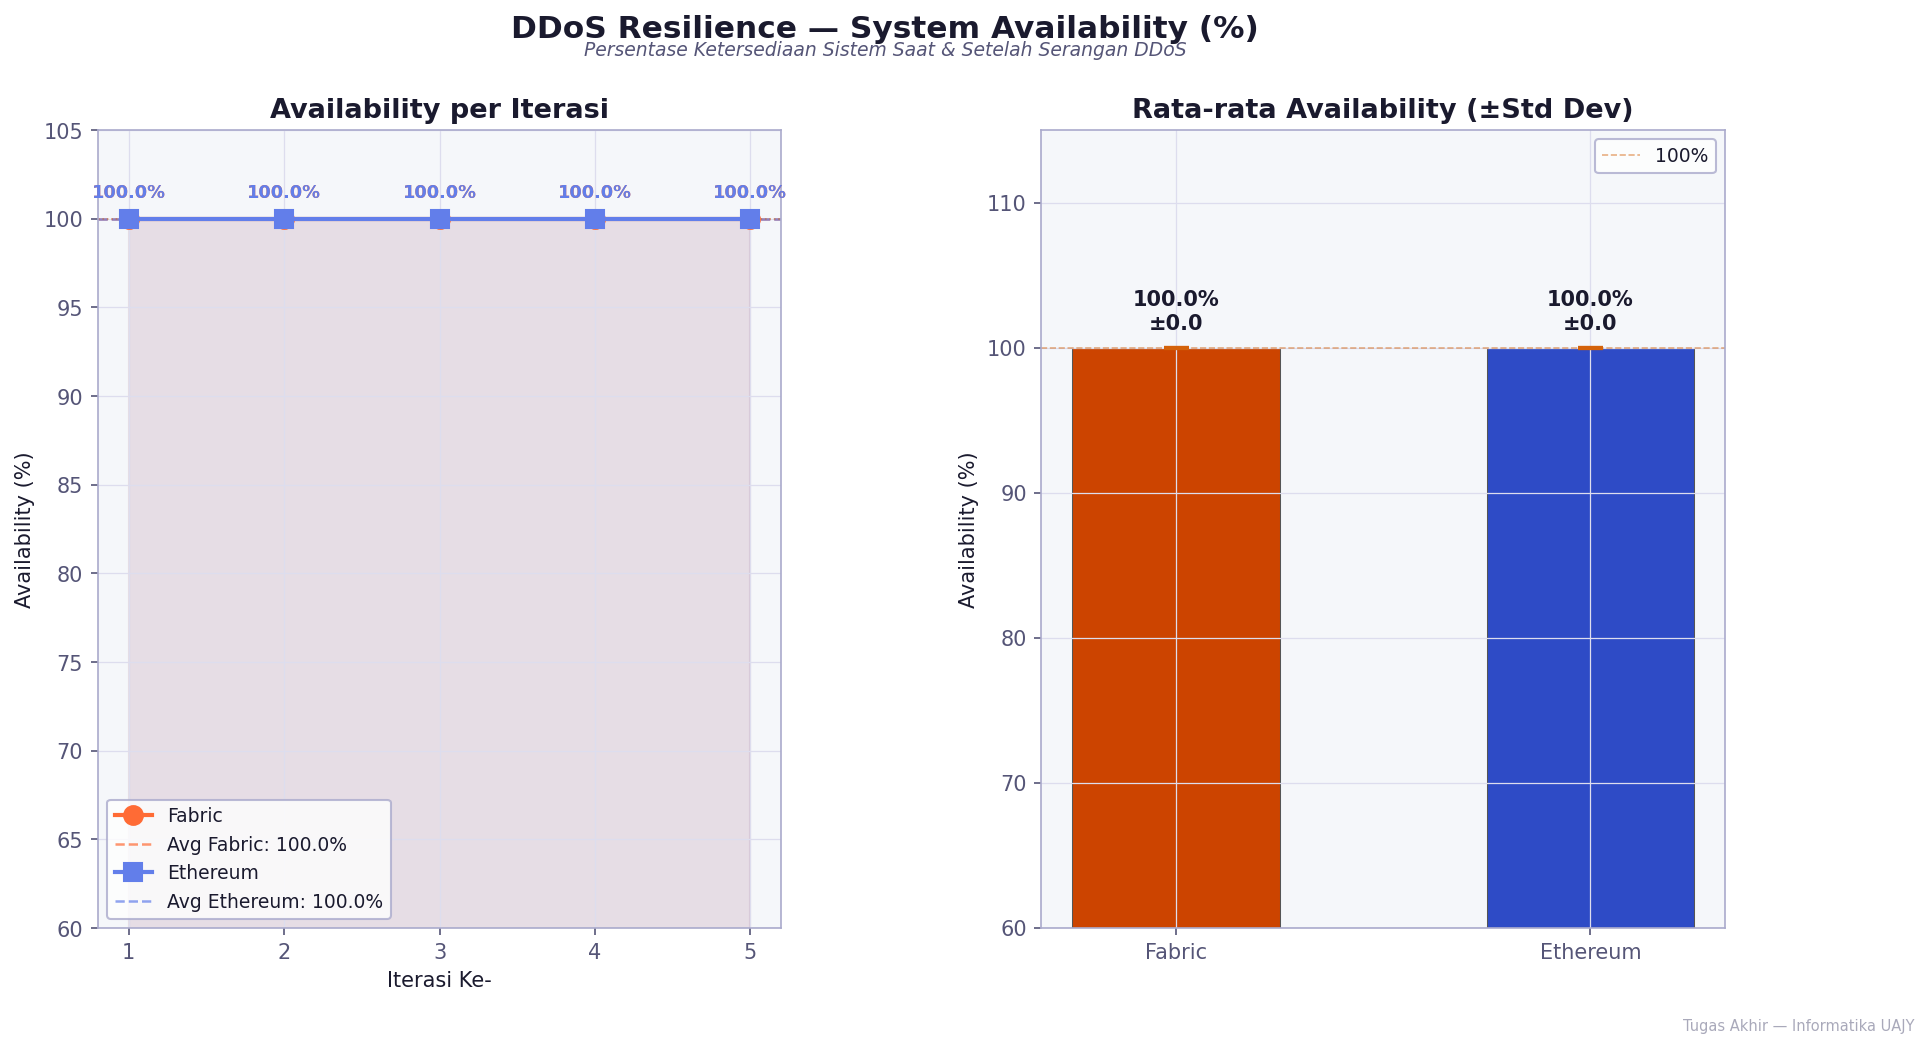 DDoS Resilience — System Availability (%)
Persentase Ketersediaan Sistem Saat & Setelah Serangan DDoS
Availability per Iterasi
105
100
95
90
85
80
75
70
65
60
Availability (%)
100.0% 100.0% 100.0% 100.0% 100.0%
Fabric
Avg Fabric: 100.0%
Ethereum
Avg Ethereum: 100.0%
1 2 3 4 5
Iterasi Ke-
Rata-rata Availability (±Std Dev)
100%
110
100
90
80
70
60
Availability (%)
100.0%
±0.0
100.0%
±0.0
Fabric Ethereum
Tugas Akhir — Informatika UAJY